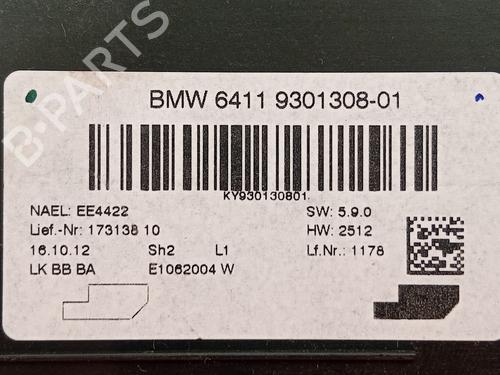 BMW 6411 9301308-01
KY930130801
NAEL: EE4422 SW: 5.9.0
Lief.-Nr: 173138 10 HW: 2512
16.10.12 Sh2 L1 Lf.Nr.: 1178
LK BB BA E1062004 W
B-PARTS